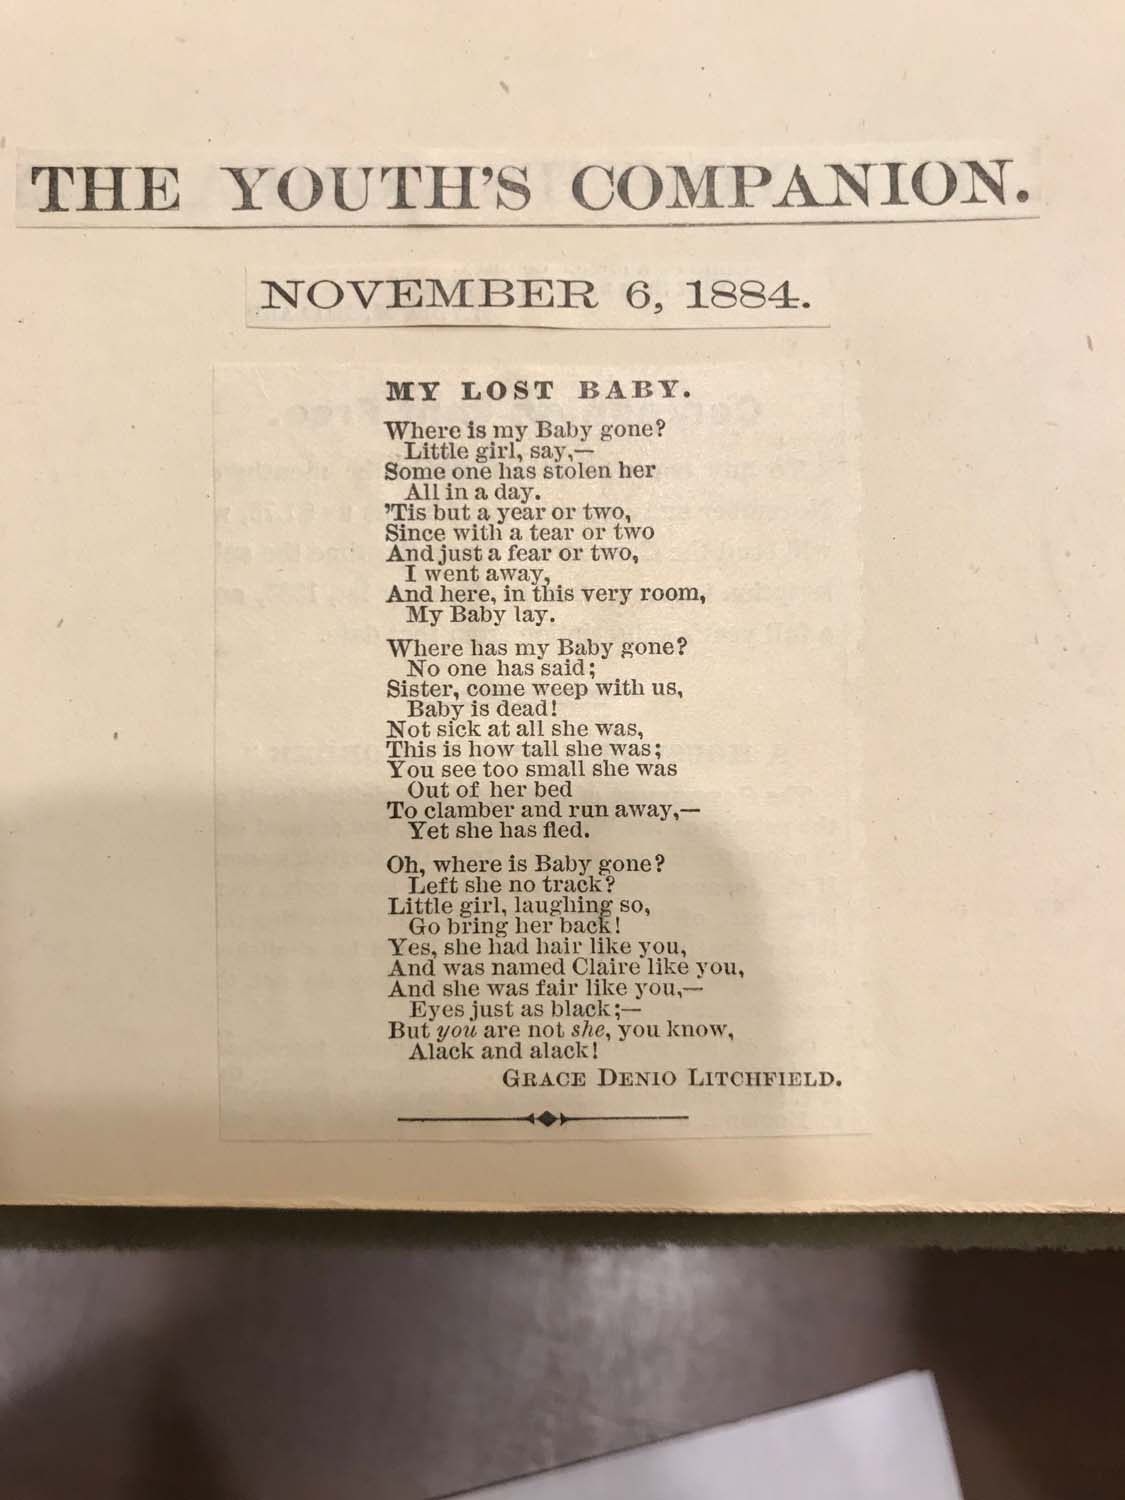 THE YOUTH'S COMPANION.
NOVEMBER 6, 1884.
MY LOST BABY.
Where is my Baby gone?
Little girl, say,—
Some one has stolen her
All in a day.
'Tis but a year or two,
Since with a tear or two
And just a fear or two,
I went away,
And here, in this very room,
My Baby lay.
Where has my Baby gone?
No one has said;
Sister, come weep with us,
Baby is dead!
Not sick at all she was,
This is how tall she was;
You see too small she was
Out of her bed
To clamber and run away,—
Yet she has fled.
Oh, where is Baby gone?
Left she no track?
Little girl, laughing so,
Go bring her back!
Yes, she had hair like you,
And was named Claire like you,
And she was fair like you,—
Eyes just as black;—
But you are not she, you know,
Alack and alack!
GRACE DENIO LITCHFIELD.